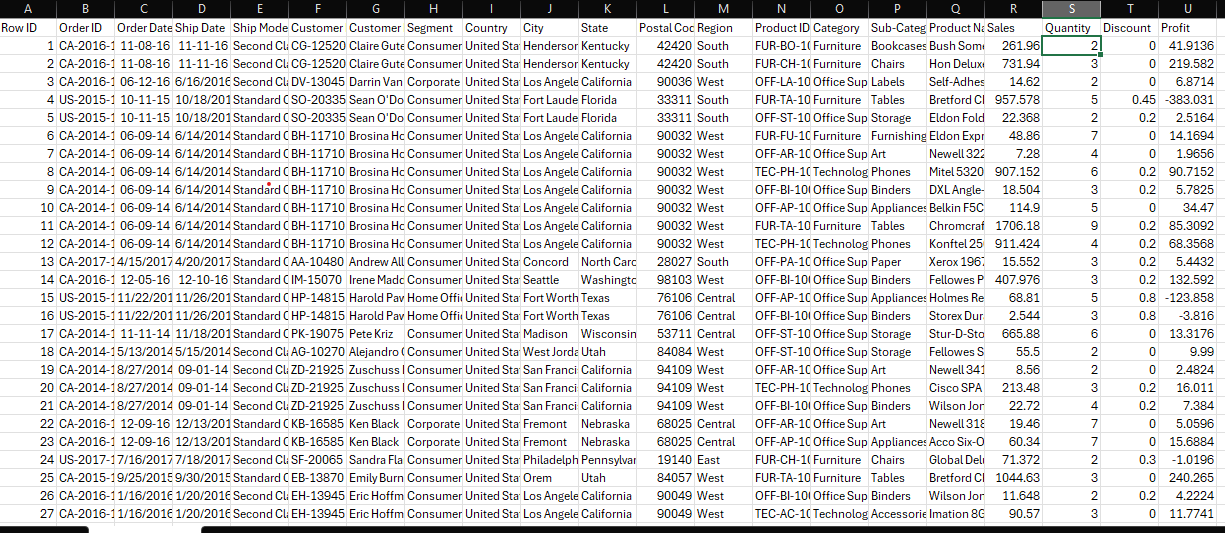 A B C D E F G H I J K L M N O P Q R S T U
Row ID Order ID Order Date Ship Date Ship Mode Customer Customer Segment Country City State Postal Coc Region Product ID Category Sub-Categ Product Na Sales Quantity Discount Profit
1 CA-2016-1 11-08-16 11-11-16 Second Cla CG-12520 Claire Gute Consumer United Sta Henderson Kentucky 42420 South FUR-BO-10 Furniture Bookcases Bush Some 261.96 2 0 41.9136
2 CA-2016-1 11-08-16 11-11-16 Second Cla CG-12520 Claire Gute Consumer United Sta Henderson Kentucky 42420 South FUR-CH-10 Furniture Chairs Hon Deluxe 731.94 3 0 219.582
3 CA-2016-1 06-12-16 6/16/2016 Second Cla DV-13045 Darrin Van Corporate United Sta Los Angele California 90036 West OFF-LA-10 Office Sup Labels Self-Adhes 14.62 2 0 6.8714
4 US-2015-1 10-11-15 10/18/201 Standard C SO-20335 Sean O'Do Consumer United Sta Fort Laude Florida 33311 South FUR-TA-10 Furniture Tables Bretford CI 957.578 5 0.45 -383.031
5 US-2015-1 10-11-15 10/18/201 Standard C SO-20335 Sean O'Do Consumer United Sta Fort Laude Florida 33311 South OFF-ST-10 Office Sup Storage Eldon Fold 22.368 2 0.2 2.5164
6 CA-2014-1 06-09-14 6/14/2014 Standard C BH-11710 Brosina Ho Consumer United Sta Los Angele California 90032 West FUR-FU-10 Furniture Furnishing Eldon Expr 48.86 7 0 14.1694
7 CA-2014-1 06-09-14 6/14/2014 Standard C BH-11710 Brosina Ho Consumer United Sta Los Angele California 90032 West OFF-AR-10 Office Sup Art Newell 322 7.28 4 0 1.9656
8 CA-2014-1 06-09-14 6/14/2014 Standard C BH-11710 Brosina Ho Consumer United Sta Los Angele California 90032 West TEC-PH-10 Technolog Phones Mitel 5320 907.152 6 0.2 90.7152
9 CA-2014-1 06-09-14 6/14/2014 Standard C BH-11710 Brosina Ho Consumer United Sta Los Angele California 90032 West OFF-BI-100 Office Sup Binders DXL Angle- 18.504 3 0.2 5.7825
10 CA-2014-1 06-09-14 6/14/2014 Standard C BH-11710 Brosina Ho Consumer United Sta Los Angele California 90032 West OFF-AP-10 Office Sup Appliances Belkin F5C 114.9 5 0 34.47
11 CA-2014-1 06-09-14 6/14/2014 Standard C BH-11710 Brosina Ho Consumer United Sta Los Angele California 90032 West FUR-TA-10 Furniture Tables Chromcraf 1706.18 9 0.2 85.3092
12 CA-2014-1 06-09-14 6/14/2014 Standard C BH-11710 Brosina Ho Consumer United Sta Los Angele California 90032 West TEC-PH-10 Technolog Phones Konftel 25 911.424 4 0.2 68.3568
13 CA-2017-1 4/15/2017 4/20/2017 Standard C AA-10480 Andrew All Consumer United Sta Concord North Caro 28027 South OFF-PA-10 Office Sup Paper Xerox 1967 15.552 3 0.2 5.4432
14 CA-2016-1 12-05-16 12-10-16 Standard C IM-15070 Irene Madd Consumer United Sta Seattle Washingto 98103 West OFF-BI-100 Office Sup Binders Fellowes P 407.976 3 0.2 132.592
15 US-2015-1 11/22/201 11/26/201 Standard C HP-14815 Harold Pav Home Offic United Sta Fort Worth Texas 76106 Central OFF-AP-10 Office Sup Appliances Holmes Re 68.81 5 0.8 -123.858
16 US-2015-1 11/22/201 11/26/201 Standard C HP-14815 Harold Pav Home Offic United Sta Fort Worth Texas 76106 Central OFF-BI-100 Office Sup Binders Storex Dur 2.544 3 0.8 -3.816
17 CA-2014-1 11-11-14 11/18/201 Standard C PK-19075 Pete Kriz Consumer United Sta Madison Wisconsin 53711 Central OFF-ST-10 Office Sup Storage Stur-D-Sto 665.88 6 0 13.3176
18 CA-2014-1 5/13/2014 5/15/2014 Second Cla AG-10270 Alejandro ( Consumer United Sta West Jorda Utah 84084 West OFF-ST-10 Office Sup Storage Fellowes S 55.5 2 0 9.99
19 CA-2014-1 8/27/2014 09-01-14 Second Cla ZD-21925 Zuschuss I Consumer United Sta San Franci California 94109 West OFF-AR-10 Office Sup Art Newell 341 8.56 2 0 2.4824
20 CA-2014-1 8/27/2014 09-01-14 Second Cla ZD-21925 Zuschuss I Consumer United Sta San Franci California 94109 West TEC-PH-10 Technolog Phones Cisco SPA 213.48 3 0.2 16.011
21 CA-2014-1 8/27/2014 09-01-14 Second Cla ZD-21925 Zuschuss I Consumer United Sta San Franci California 94109 West OFF-BI-100 Office Sup Binders Wilson Jon 22.72 4 0.2 7.384
22 CA-2016-1 12-09-16 12/13/201 Standard C KB-16585 Ken Black Corporate United Sta Fremont Nebraska 68025 Central OFF-AR-10 Office Sup Art Newell 318 19.46 7 0 5.0596
23 CA-2016-1 12-09-16 12/13/201 Standard C KB-16585 Ken Black Corporate United Sta Fremont Nebraska 68025 Central OFF-AP-10 Office Sup Appliances Acco Six-O 60.34 7 0 15.6884
24 US-2017-1 7/16/2017 7/18/2017 Second Cla SF-20065 Sandra Fla Consumer United Sta Philadelph Pennsylvar 19140 East FUR-CH-10 Furniture Chairs Global Delu 71.372 2 0.3 -1.0196
25 CA-2015-1 9/25/2015 9/30/2015 Standard C EB-13870 Emily Burn Consumer United Sta Orem Utah 84057 West FUR-TA-10 Furniture Tables Bretford CI 1044.63 3 0 240.265
26 CA-2016-1 1/16/2016 1/20/2016 Second Cla EH-13945 Eric Hoffm Consumer United Sta Los Angele California 90049 West OFF-BI-100 Office Sup Binders Wilson Jon 11.648 2 0.2 4.2224
27 CA-2016-1 1/16/2016 1/20/2016 Second Cla EH-13945 Eric Hoffm Consumer United Sta Los Angele California 90049 West TEC-AC-10 Technolog Accessorie Imation 8G 90.57 3 0 11.7741